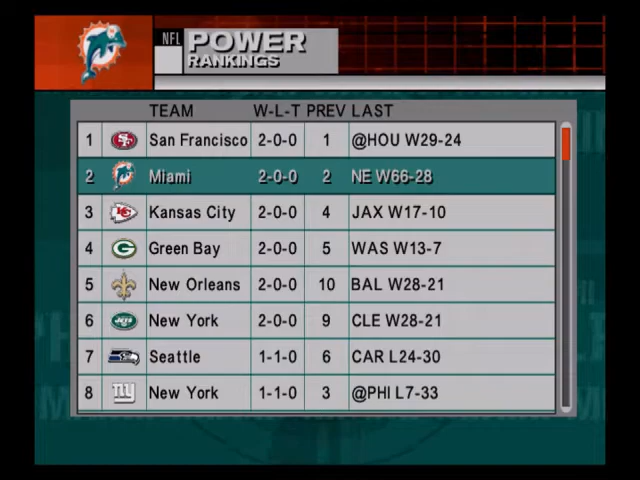 NFL POWER
RANKINGS
TEAM W-L-T PREV LAST
1 San Francisco 2-0-0 1 @HOU W29-24
2 Miami 2-0-0 2 NE W66-28
3 KC Kansas City 2-0-0 4 JAX W17-10
4 G Green Bay 2-0-0 5 WAS W13-7
5 New Orleans 2-0-0 10 BAL W28-21
6 JETS New York 2-0-0 9 CLE W28-21
7 Seattle 1-1-0 6 CAR L24-30
8 ny New York 1-1-0 3 @PHI L7-33